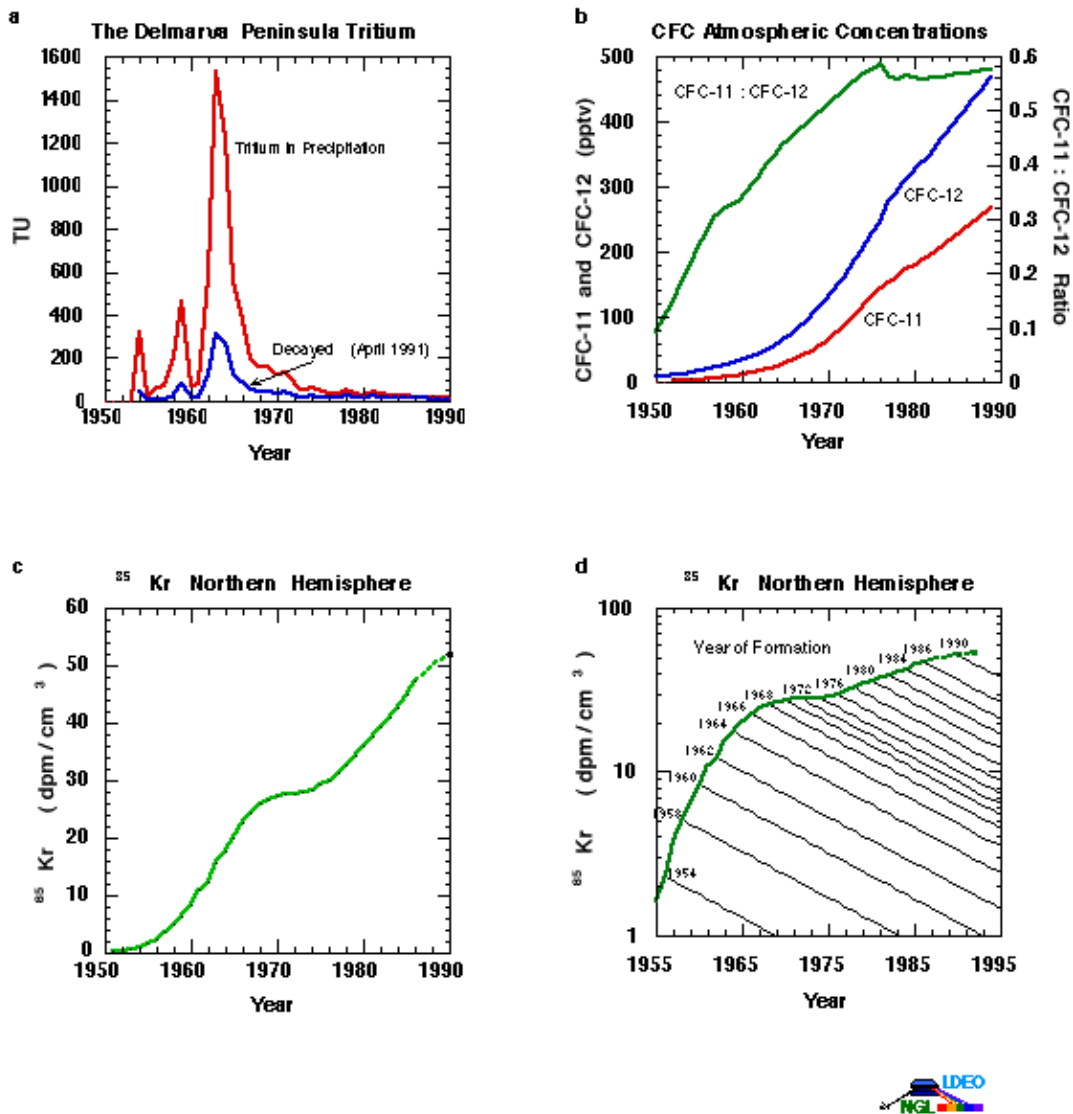 a
The Delmarva Peninsula Tritium
1600
1400
1200
1000
800
600
400
200
0
TU
Tritium in Precipitation
Decayed (April 1991)
1950 1960 1970 1980 1990
Year
b
CFC Atmospheric Concentrations
500
400
300
200
100
0
CFC-11 and CFC-12 (pptv)
CFC-11 : CFC-12
CFC-12
CFC-11
0.6
0.5
0.4
0.3
0.2
0.1
0
CFC-11 : CFC-12 Ratio
1950 1960 1970 1980 1990
Year
c
85 Kr Northern Hemisphere
60
50
40
30
20
10
0
85 Kr (dpm/cm 3)
1950 1960 1970 1980 1990
Year
d
85 Kr Northern Hemisphere
100
10
1
85 Kr (dpm/cm 3)
Year of Formation
1954
1958
1960
1962
1964
1966
1968
1972
1976
1980
1984
1986
1990
1955 1965 1975 1985 1995
Year
LDEO
NGL